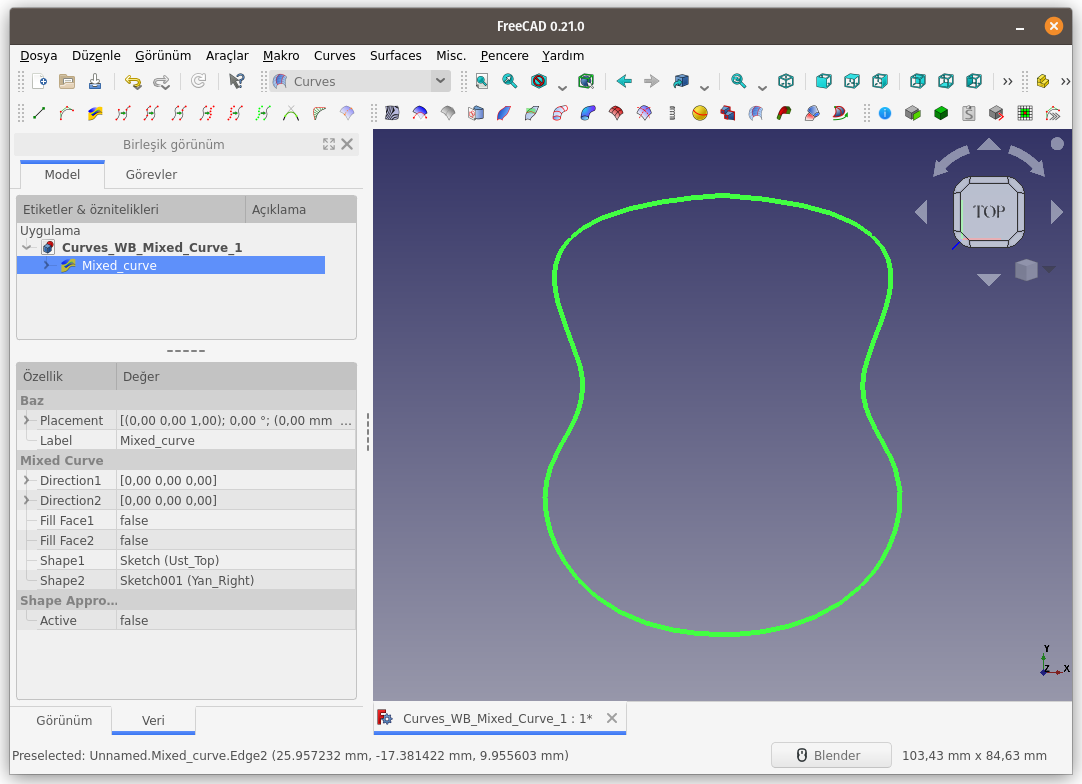 FreeCAD 0.21.0
Dosya Düzenle Görünüm Araçlar Makro Curves Surfaces Misc. Pencere Yardım
Curves
Birleşik görünüm
Model Görevler
Etiketler & öznitelikleri Açıklama
Uygulama
Curves_WB_Mixed_Curve_1
Mixed_curve
Özellik Değer
Baz
Placement [(0,00 0,00 1,00); 0,00 °; (0,00 mm ...
Label Mixed_curve
Mixed Curve
Direction1 [0,00 0,00 0,00]
Direction2 [0,00 0,00 0,00]
Fill Face1 false
Fill Face2 false
Shape1 Sketch (Ust_Top)
Shape2 Sketch001 (Yan_Right)
Shape Appro...
Active false
Görünüm Veri
TOP
Y
Z X
Curves_WB_Mixed_Curve_1 : 1*
Preselected: Unnamed.Mixed_curve.Edge2 (25.957232 mm, -17.381422 mm, 9.955603 mm) Blender 103,43 mm x 84,63 mm